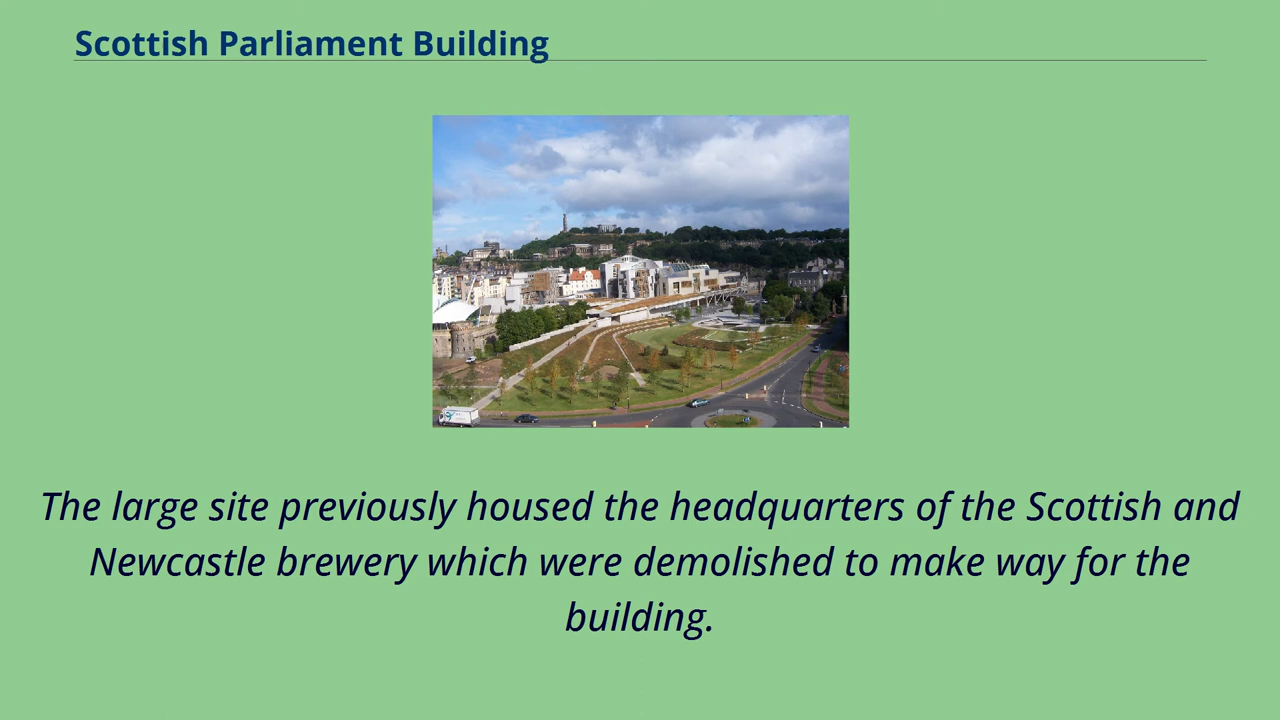 Scottish Parliament Building
The large site previously housed the headquarters of the Scottish and
Newcastle brewery which were demolished to make way for the
building.